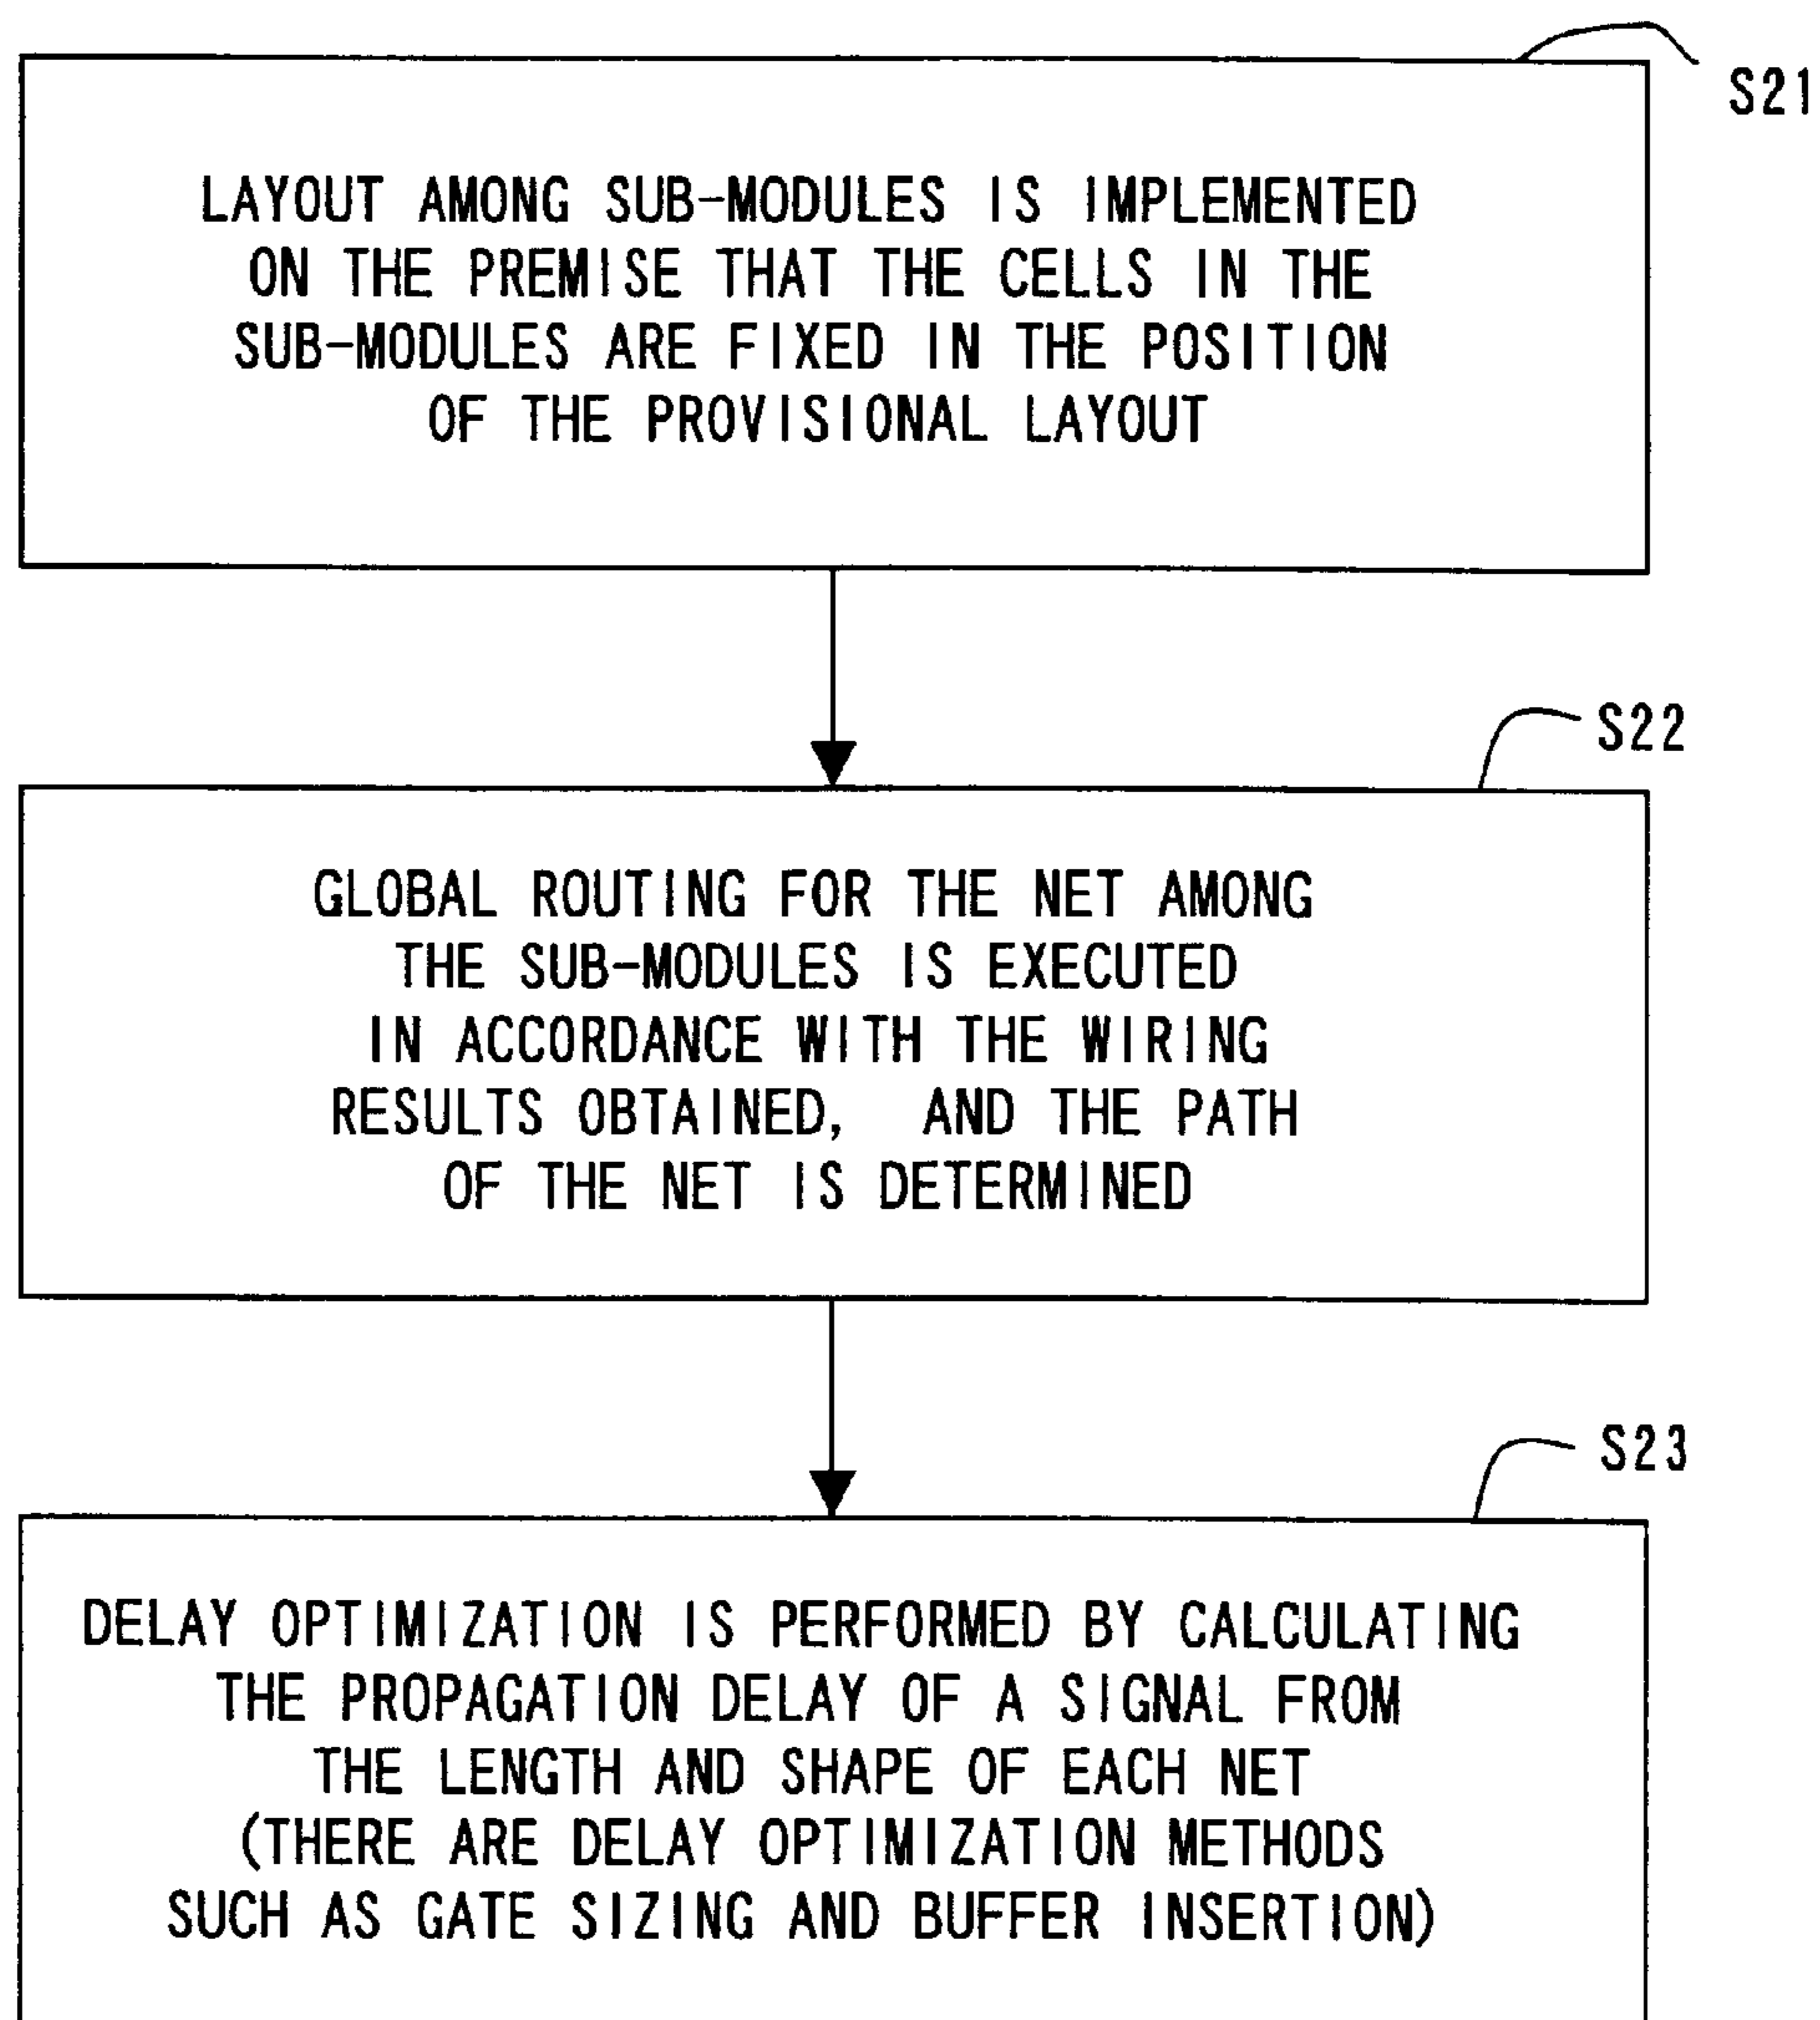 S21
LAYOUT AMONG SUB-MODULES IS IMPLEMENTED
ON THE PREMISE THAT THE CELLS IN THE
SUB-MODULES ARE FIXED IN THE POSITION
OF THE PROVISIONAL LAYOUT
S22
GLOBAL ROUTING FOR THE NET AMONG
THE SUB-MODULES IS EXECUTED
IN ACCORDANCE WITH THE WIRING
RESULTS OBTAINED, AND THE PATH
OF THE NET IS DETERMINED
S23
DELAY OPTIMIZATION IS PERFORMED BY CALCULATING
THE PROPAGATION DELAY OF A SIGNAL FROM
THE LENGTH AND SHAPE OF EACH NET
(THERE ARE DELAY OPTIMIZATION METHODS
SUCH AS GATE SIZING AND BUFFER INSERTION)